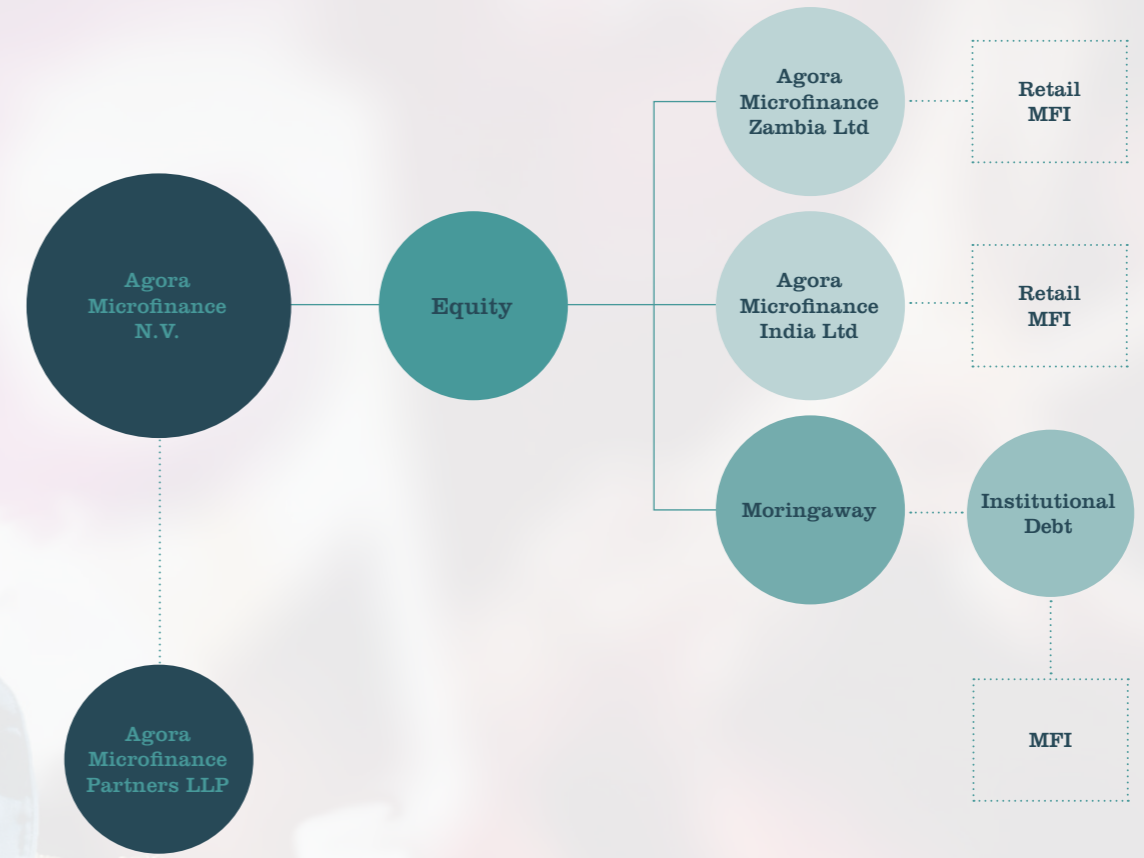 Agora
Microfinance
Zambia Ltd
Retail
MFI
Agora
Microfinance
N.V.
Equity
Agora
Microfinance
India Ltd
Retail
MFI
Moringaway
Institutional
Debt
Agora
Microfinance
Partners LLP
MFI